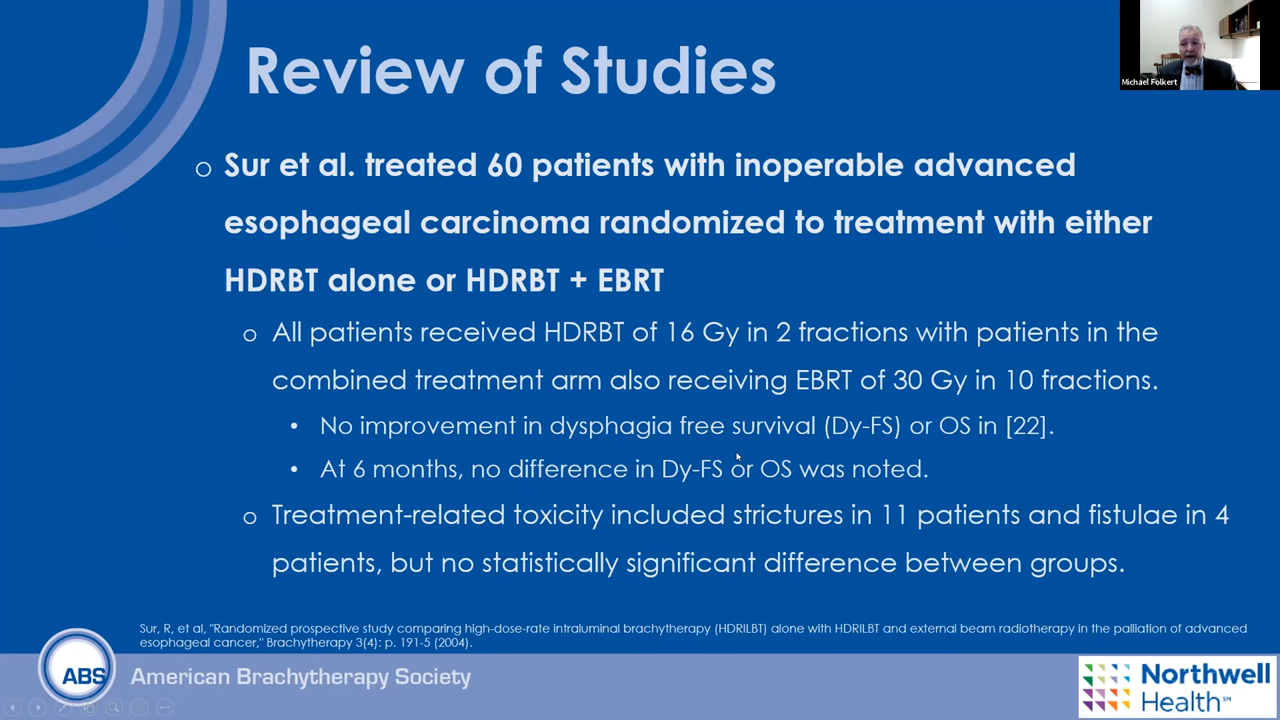 Michael Folkert
Review of Studies
o Sur et al. treated 60 patients with inoperable advanced
esophageal carcinoma randomized to treatment with either
HDRBT alone or HDRBT + EBRT
o All patients received HDRBT of 16 Gy in 2 fractions with patients in the
combined treatment arm also receiving EBRT of 30 Gy in 10 fractions.
• No improvement in dysphagia free survival (Dy-FS) or OS in [22].
• At 6 months, no difference in Dy-FS or OS was noted.
o Treatment-related toxicity included strictures in 11 patients and fistulae in 4
patients, but no statistically significant difference between groups.
Sur, R, et al, "Randomized prospective study comparing high-dose-rate intraluminal brachytherapy (HDRILBT) alone with HDRILBT and external beam radiotherapy in the palliation of advanced
esophageal cancer," Brachytherapy 3(4): p. 191-5 (2004).
ABS American Brachytherapy Society
Northwell
Health℠